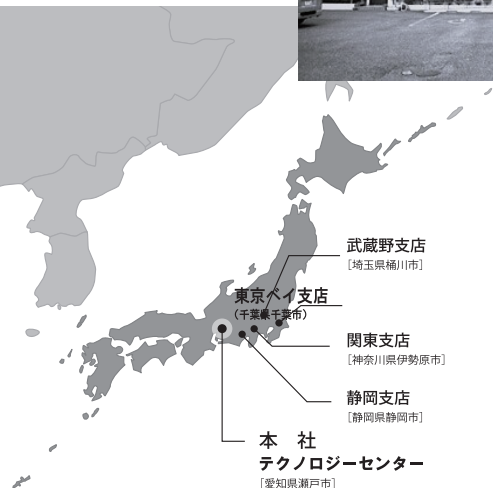 武蔵野支店
［埼玉県桶川市］
東京ベイ支店
（千葉県千葉市）
関東支店
［神奈川県伊勢原市］
静岡支店
［静岡県静岡市］
本　社
テクノロジーセンター
［愛知県瀬戸市］